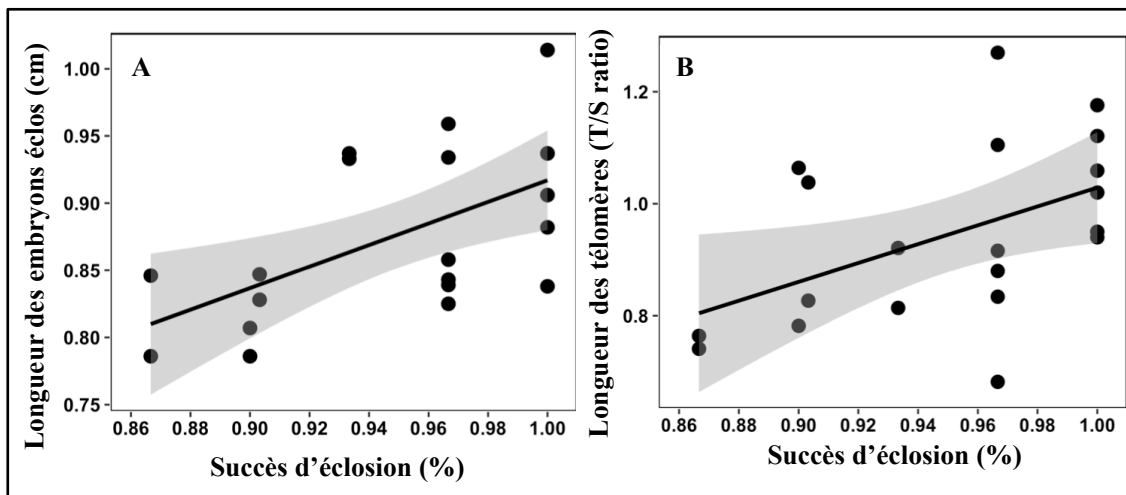 Longueur des embryons éclos (cm)
A
1.00
0.95
0.90
0.85
0.80
0.75
0.86 0.88 0.90 0.92 0.94 0.96 0.98 1.00
Succès d'éclosion (%)
Longueur des télomères (T/S ratio)
B
1.2
1.0
0.8
0.86 0.88 0.90 0.92 0.94 0.96 0.98 1.00
Succès d'éclosion (%)